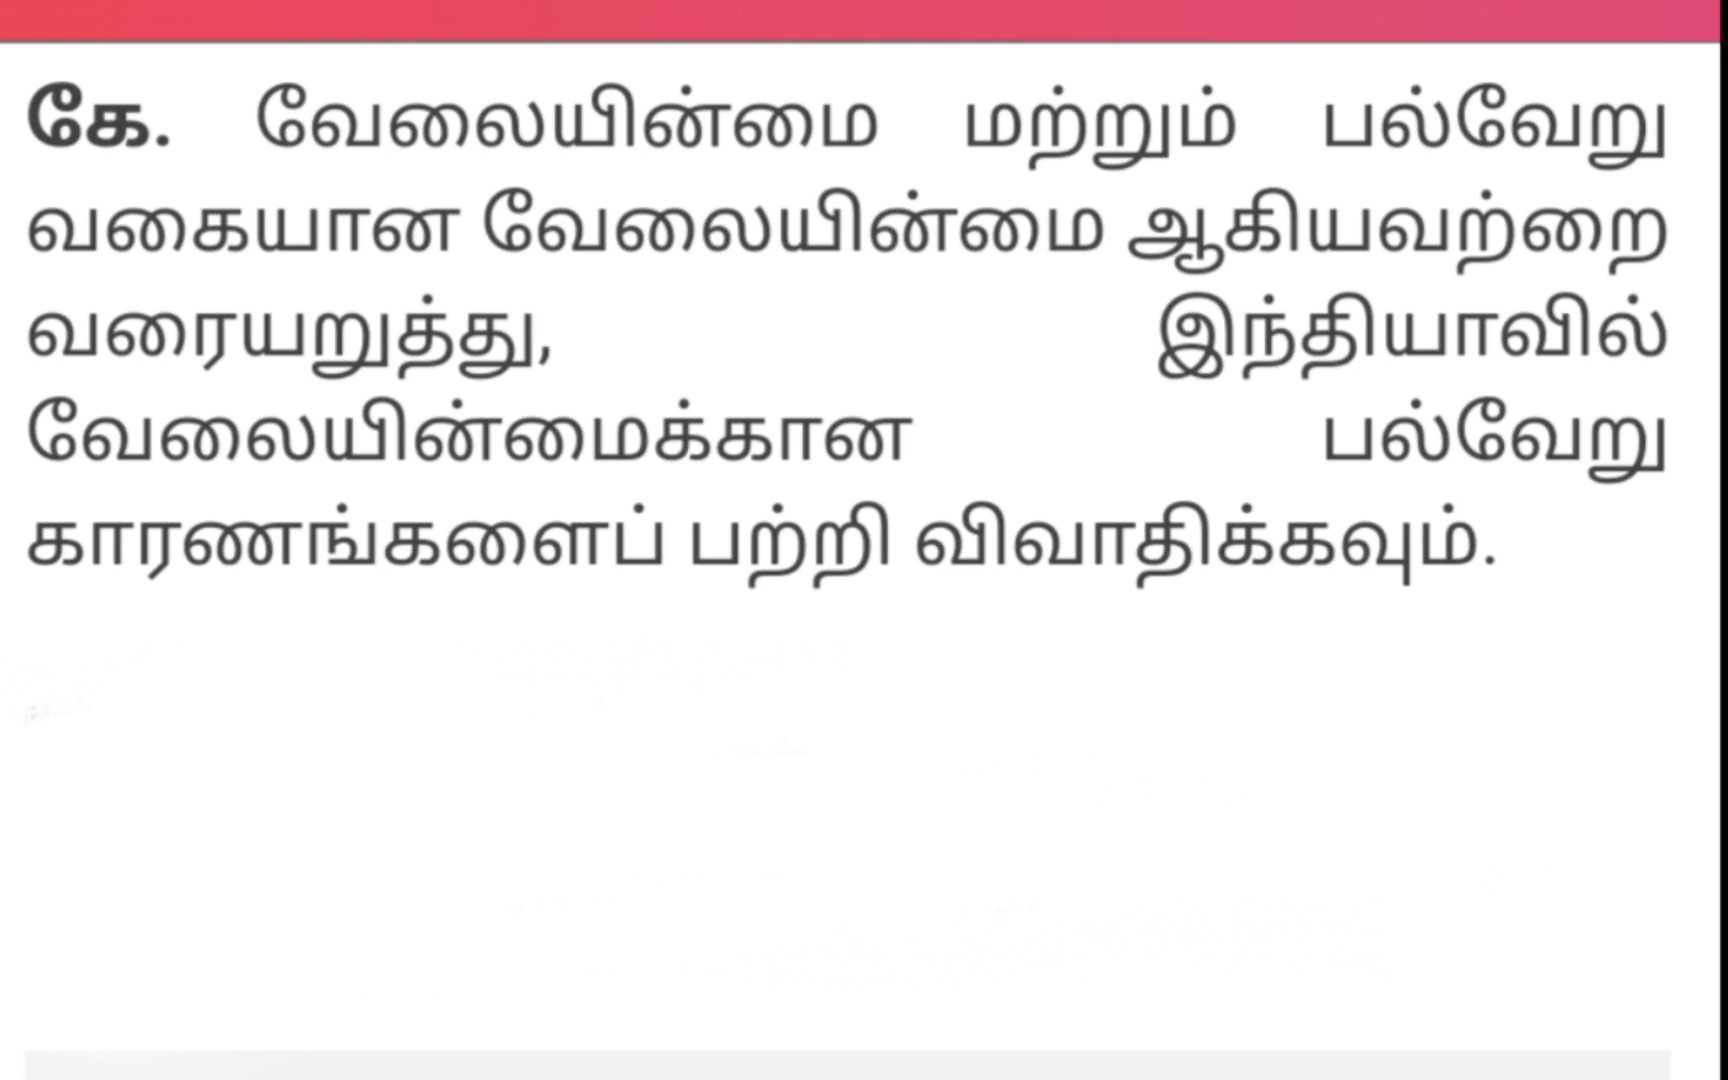 கே. வேலையின்மை மற்றும் பல்வேறு
வகையான வேலையின்மை ஆகியவற்றை
வரையறுத்து, இந்தியாவில்
வேலையின்மைக்கான பல்வேறு
காரணங்களைப் பற்றி விவாதிக்கவும்.